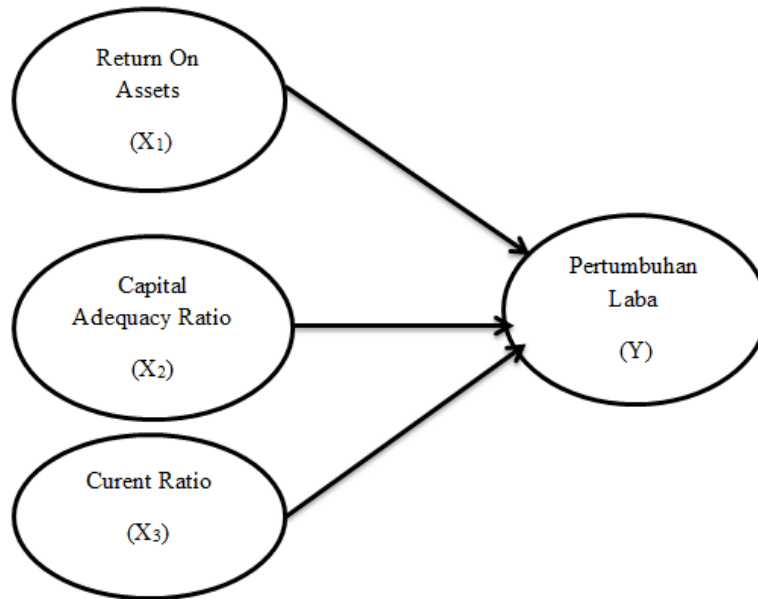 Return On
Assets
(X₁)
Capital
Adequacy Ratio
(X₂)
Curent Ratio
(X₃)
Pertumbuhan
Laba
(Y)